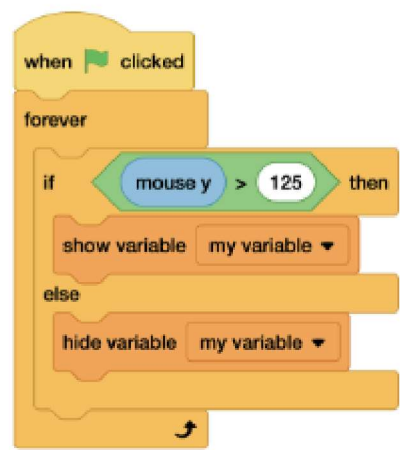 when clicked
forever
if mouse y > 125 then
show variable my variable
else
hide variable my variable